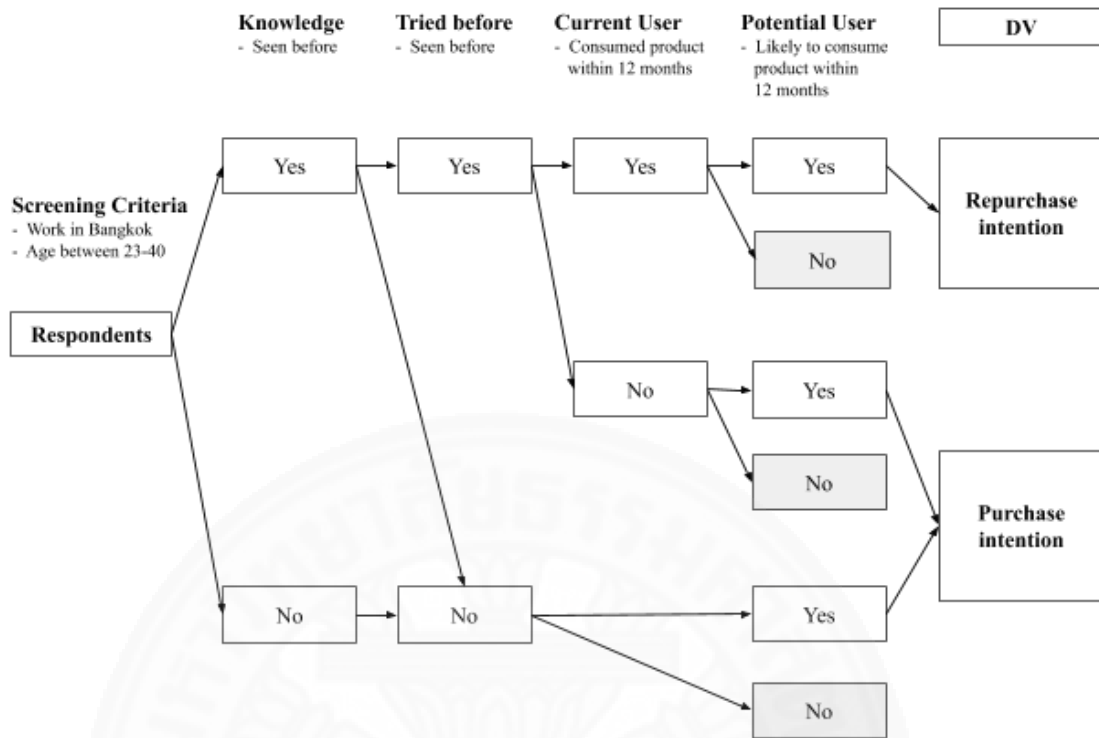 Knowledge
- Seen before
Tried before
- Seen before
Current User
- Consumed product
within 12 months
Potential User
- Likely to consume
product within
12 months
DV
Screening Criteria
- Work in Bangkok
- Age between 23-40
Respondents
Yes
Yes
Yes
Yes
Repurchase
intention
No
No
Yes
No
Purchase
intention
No
No
Yes
No